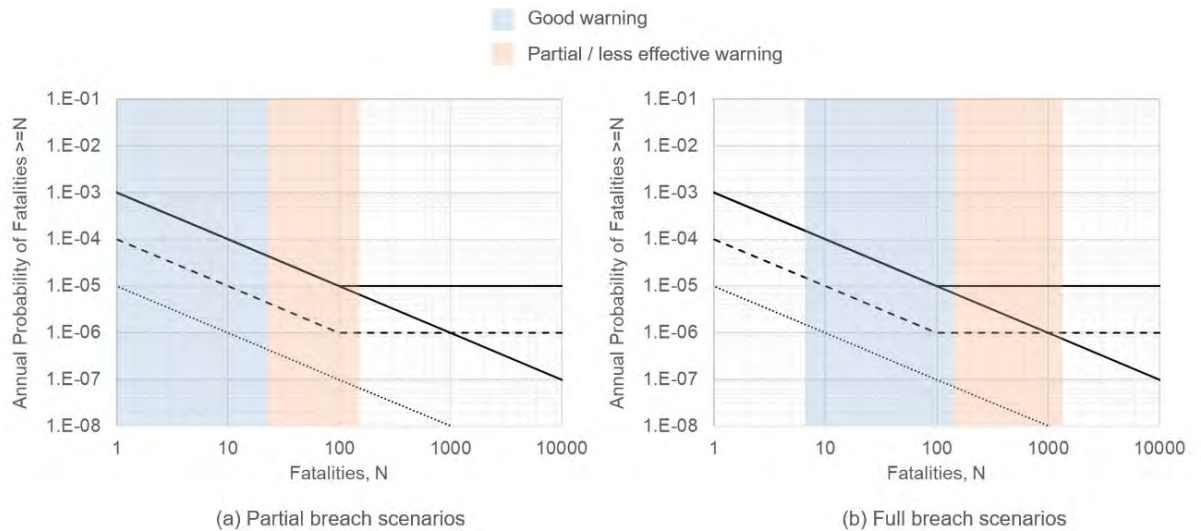 Good warning
Partial / less effective warning
Annual Probability of Fatalities >=N
1.E-01
1.E-02
1.E-03
1.E-04
1.E-05
1.E-06
1.E-07
1.E-08
1
10
100
1000
10000
Fatalities, N
(a) Partial breach scenarios
Annual Probability of Fatalities >=N
1.E-01
1.E-02
1.E-03
1.E-04
1.E-05
1.E-06
1.E-07
1.E-08
1
10
100
1000
10000
Fatalities, N
(b) Full breach scenarios